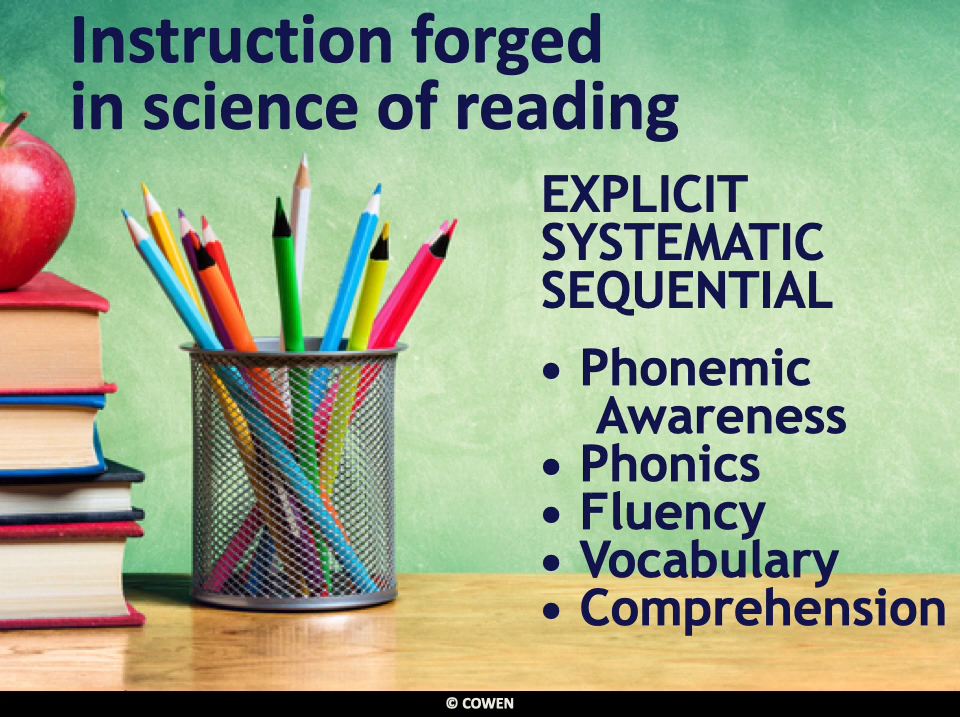 Instruction forged
in science of reading
EXPLICIT
SYSTEMATIC
SEQUENTIAL
• Phonemic
Awareness
• Phonics
• Fluency
• Vocabulary
• Comprehension
© COWEN